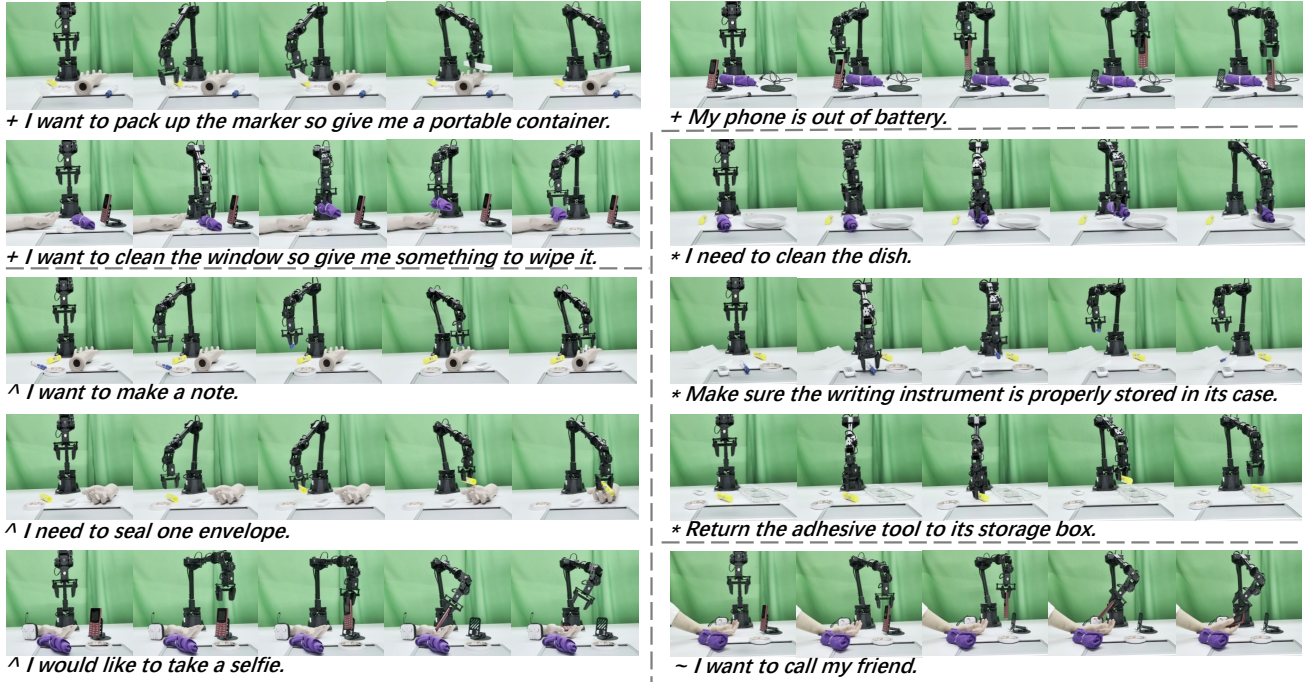 + I want to pack up the marker so give me a portable container.
+ I want to clean the window so give me something to wipe it.
^ I want to make a note.
^ I need to seal one envelope.
^ I would like to take a selfie.
+ My phone is out of battery.
* I need to clean the dish.
* Make sure the writing instrument is properly stored in its case.
* Return the adhesive tool to its storage box.
~ I want to call my friend.